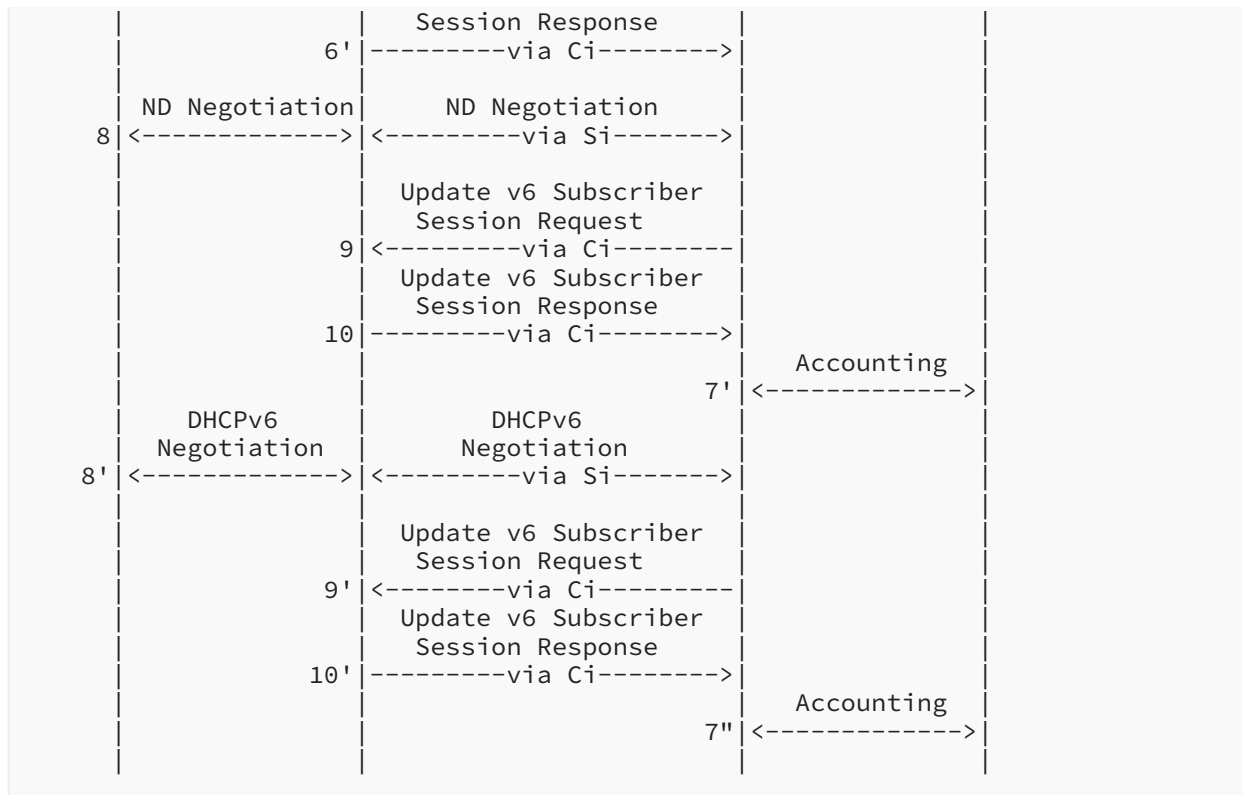 |               |    Session Response     |               |
                       6'|---------via Ci-------->|
         | ND Negotiation|     ND Negotiation      |               |
        8|<------------->|<---------via Si------->|
         |               |  Update v6 Subscriber   |               |
         |               |   Session Request       |               |
                        9|<---------via Ci--------|
         |               |  Update v6 Subscriber   |               |
         |               |   Session Response      |               |
                       10|---------via Ci-------->|
         |               |                         |   Accounting  |
                                                 7'|<------------->|
         |    DHCPv6     |        DHCPv6           |               |
         |  Negotiation  |      Negotiation        |               |
       8'|<------------->|<---------via Si------->|
         |               |  Update v6 Subscriber   |               |
         |               |   Session Request       |               |
                       9'|<--------via Ci---------|
         |               |  Update v6 Subscriber   |               |
         |               |   Session Response      |               |
                      10'|---------via Ci-------->|
         |               |                         |   Accounting  |
                                                 7"|<------------->|